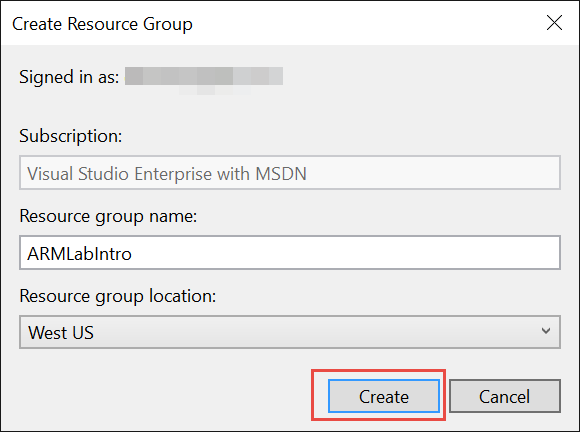 Create Resource Group
Signed in as:
Subscription:
Visual Studio Enterprise with MSDN
Resource group name:
ARMLabIntro
Resource group location:
West US
Create Cancel